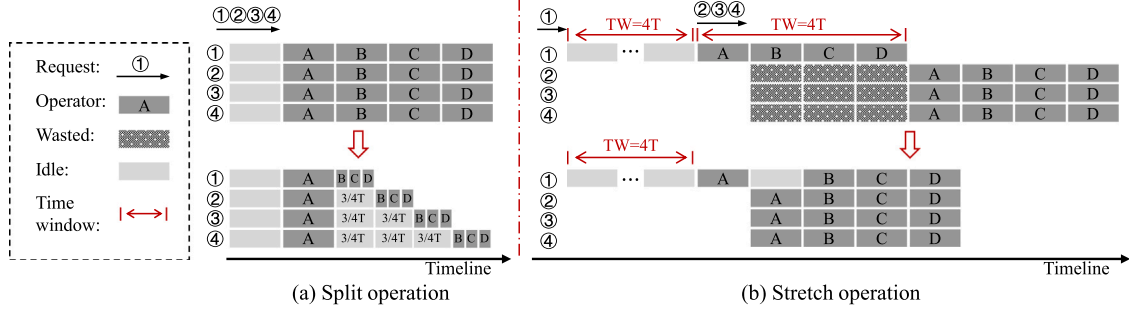 Request: ①
Operator: A
Wasted:
Idle:
Time
window:
①②③④
① A B C D
② A B C D
③ A B C D
④ A B C D
① A B C D
② A 3/4T B C D
③ A 3/4T 3/4T B C D
④ A 3/4T 3/4T 3/4T B C D
Timeline
(a) Split operation
① TW=4T ②③④ TW=4T
① ... A B C D
② A B C D
③ A B C D
④ A B C D
TW=4T
① ... A B C D
② A B C D
③ A B C D
④ A B C D
Timeline
(b) Stretch operation